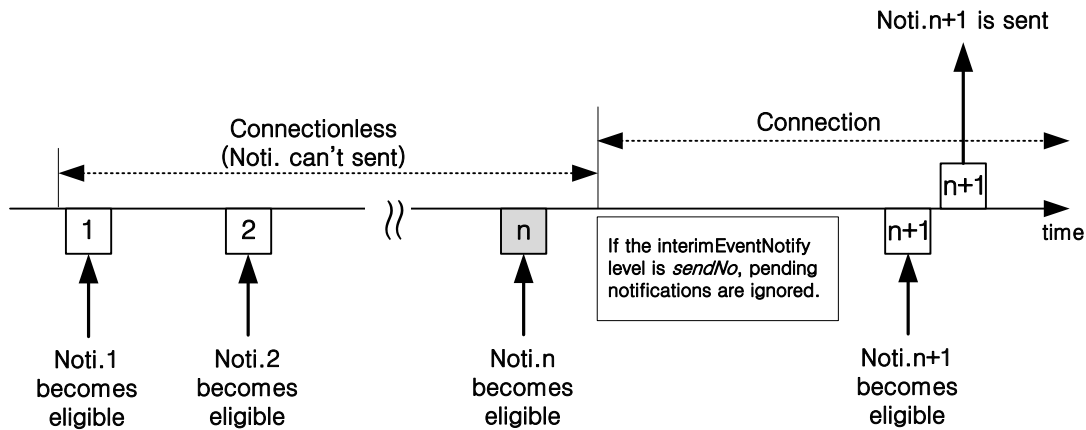 Noti.n+1 is sent
Connectionless
(Noti. can't sent)
Connection
1
2
n
n+1
n+1
time
If the interimEventNotify
level is sendNo, pending
notifications are ignored.
Noti.1
becomes
eligible
Noti.2
becomes
eligible
Noti.n
becomes
eligible
Noti.n+1
becomes
eligible